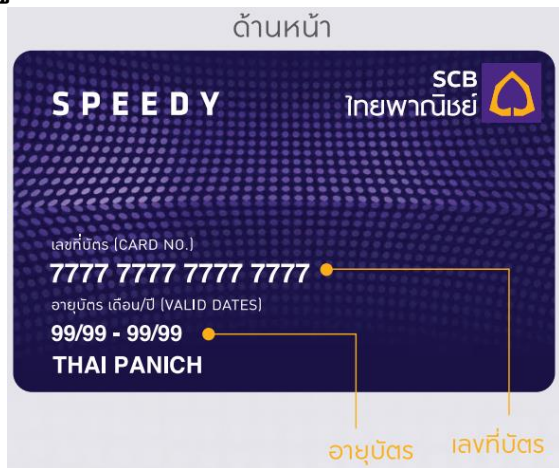 ด้านหน้า
SPEEDY
SCB
ไทยพาณิชย์
เลขที่บัตร (CARD NO.)
7777 7777 7777 7777
อายุบัตร เดือน/ปี (VALID DATES)
99/99 - 99/99
THAI PANICH
อายุบัตร
เลขที่บัตร